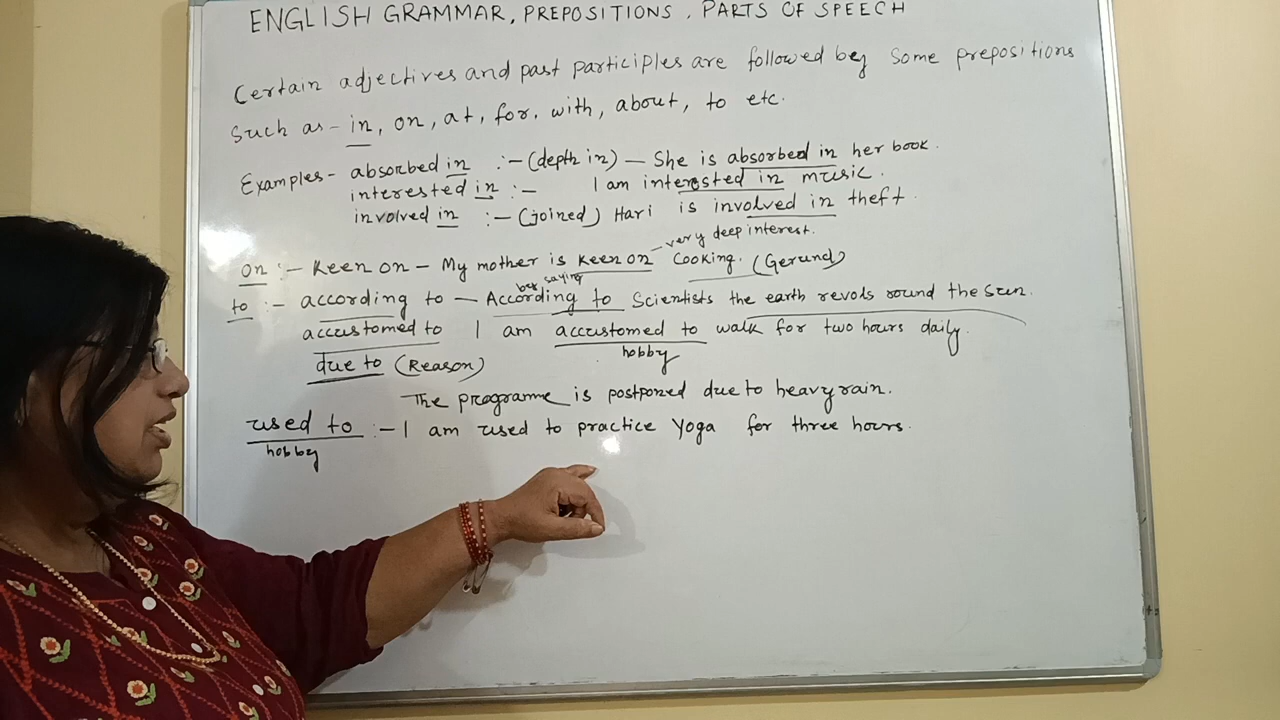 ENGLISH GRAMMAR, PREPOSITIONS, PARTS OF SPEECH
Certain adjectives and past participles are followed by some prepositions
Such as - in, on, at, for, with, about, to etc.
Examples - absorbed in :- (depth in) - She is absorbed in her book.
interested in :- I am interested in music.
involved in :- (joined) Hari is involved in theft.
very deep interest.
on :- Keen on - My mother is keen on cooking. (Gerund)
by saying
to :- according to - According to Scientists the earth revols round the sun.
accustomed to I am accustomed to walk for two hours daily.
hobby
due to (Reason)
The programme is postponed due to heavy rain.
used to :- I am used to practice Yoga for three hours.
hobby